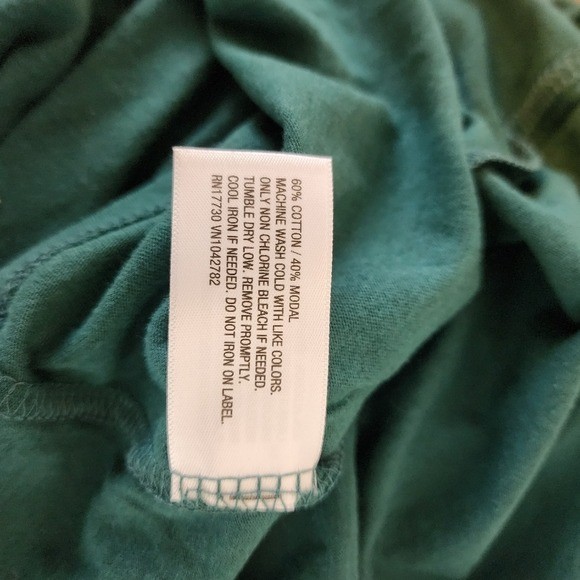 60% COTTON / 40% MODAL
MACHINE WASH COLD WITH LIKE COLORS.
ONLY NON CHLORINE BLEACH IF NEEDED.
TUMBLE DRY LOW. REMOVE PROMPTLY.
COOL IRON IF NEEDED. DO NOT IRON ON LABEL.
RN17730 VN1042782